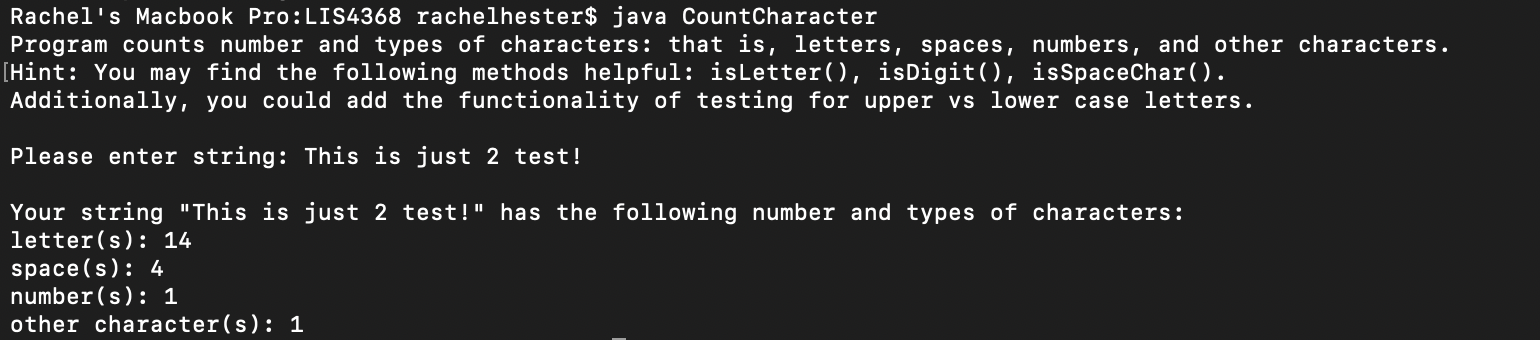 Rachel's Macbook Pro:LIS4368 rachelhester$ java CountCharacter
Program counts number and types of characters: that is, letters, spaces, numbers, and other characters.
[Hint: You may find the following methods helpful: isLetter(), isDigit(), isSpaceChar().
Additionally, you could add the functionality of testing for upper vs lower case letters.
Please enter string: This is just 2 test!
Your string "This is just 2 test!" has the following number and types of characters:
letter(s): 14
space(s): 4
number(s): 1
other character(s): 1